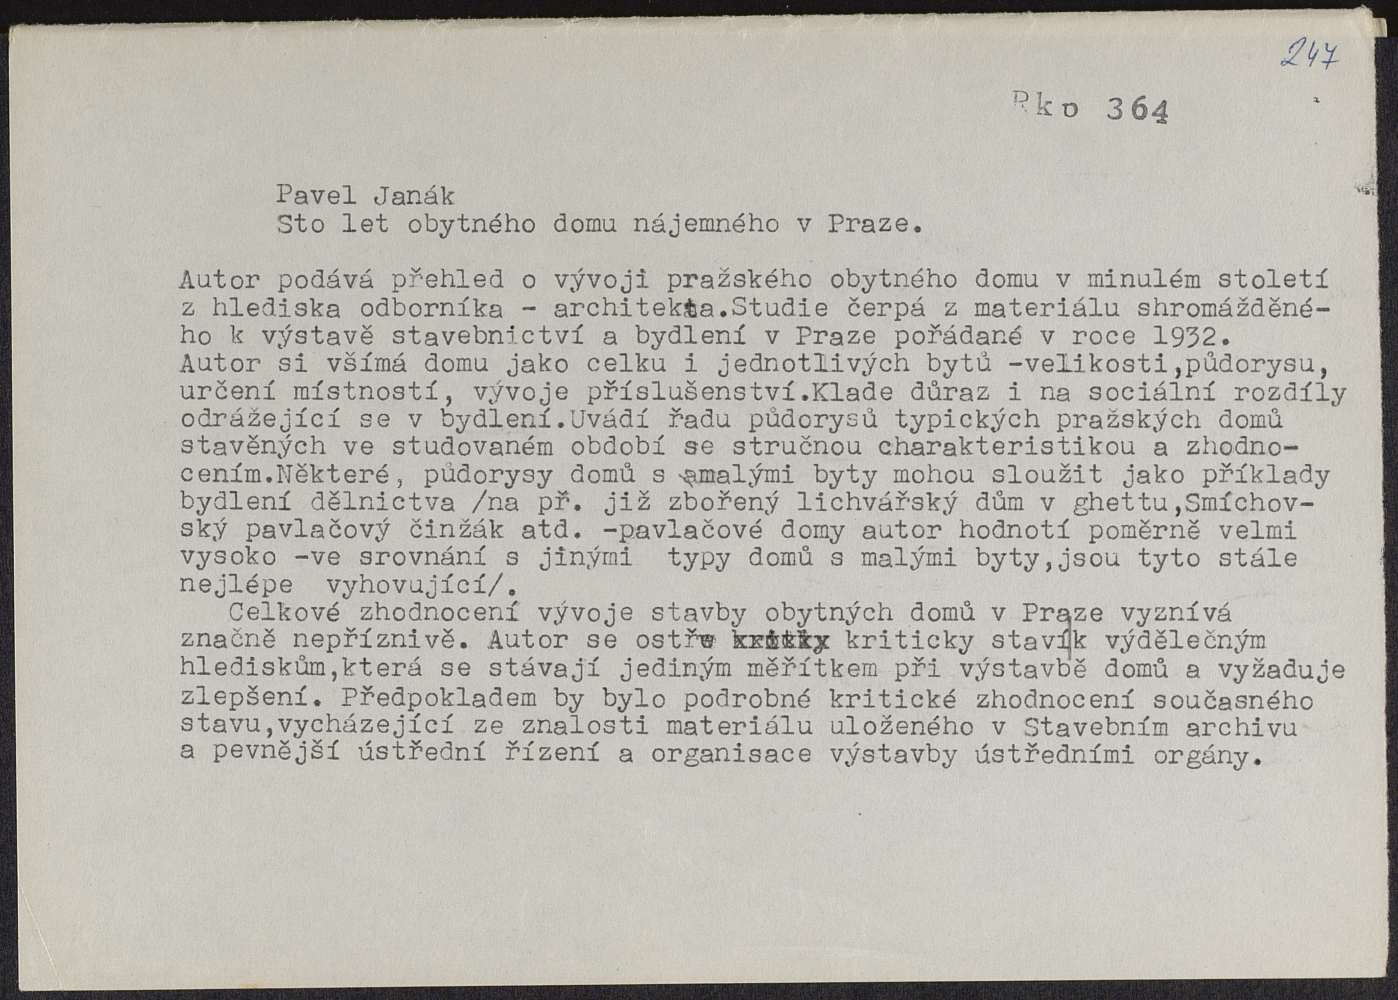 247
Rkp 364
Pavel Janák
Sto let obytného domu nájemného v Praze.
Autor podává přehled o vývoji pražského obytného domu v minulém století
z hlediska odborníka - architekta.Studie čerpá z materiálu shromážděné-
ho k výstavě stavebnictví a bydlení v Praze pořádané v roce 1932.
Autor si všímá domu jako celku i jednotlivých bytů -velikosti,půdorysu,
určení místností, vývoje příslušenství.Klade důraz i na sociální rozdíly
odrážející se v bydlení.Uvádí řadu půdorysů typických pražských domů
stavěných ve studovaném období se stručnou charakteristikou a zhodno-
cením.Některé, půdorysy domů s malými byty mohou sloužit jako příklady
bydlení dělnictva /na př. již zbořený lichvářský dům v ghettu,Smíchov-
ský pavlačový činžák atd. -pavlačové domy autor hodnotí poměrně velmi
vysoko -ve srovnání s jinými typy domů s malými byty,jsou tyto stále
nejlépe vyhovující/.
Celkové zhodnocení vývoje stavby obytných domů v Praze vyznívá
značně nepříznivě. Autor se ostře kriticky staví k výdělečným
hlediskům,která se stávají jediným měřítkem při výstavbě domů a vyžaduje
zlepšení. Předpokladem by bylo podrobné kritické zhodnocení současného
stavu,vycházející ze znalosti materiálu uloženého v Stavebním archivu
a pevnější ústřední řízení a organisace výstavby ústředními orgány.